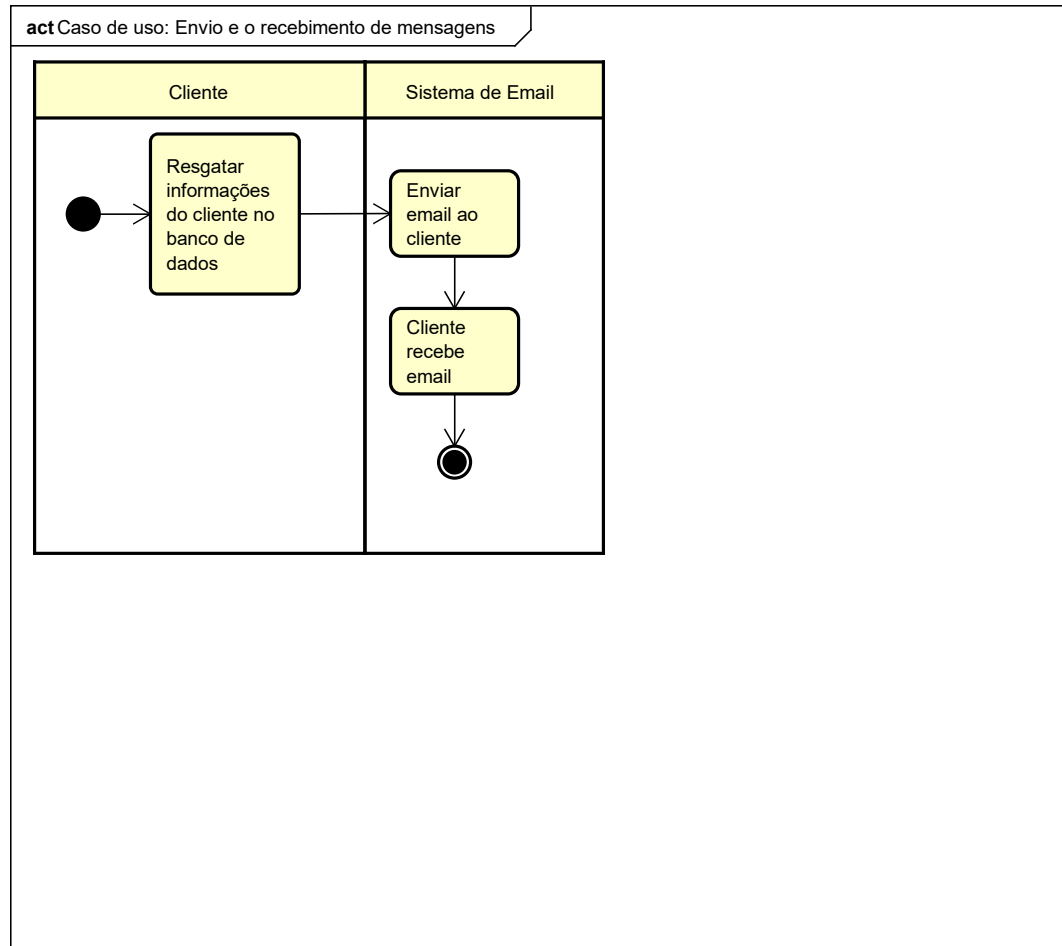 act Caso de uso: Envio e o recebimento de mensagens
Cliente
Sistema de Email
Resgatar
informações
do cliente no
banco de
dados
Enviar
email ao
cliente
Cliente
recebe
email